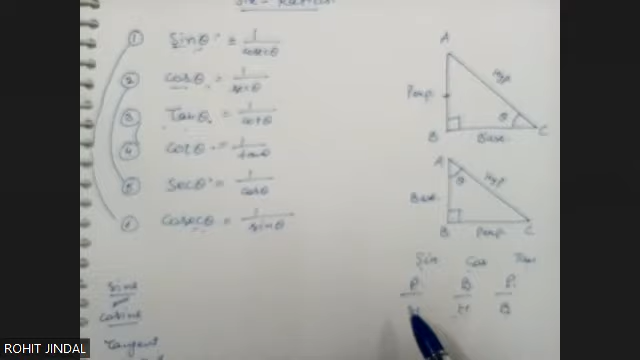 ① sinθ = 1/cosecθ
② cosθ = 1/secθ
③ Tanθ = 1/cotθ
④ cotθ = 1/tanθ
⑤ secθ = 1/cosθ
⑥ cosecθ = 1/sinθ
sine
cosine
Tangent
A
Perp.
Hyp
θ
B
Base
C
A
θ
Hyp
Base
B
Perp.
C
Sin Cos Tan
P/H B/H P/B
ROHIT JINDAL